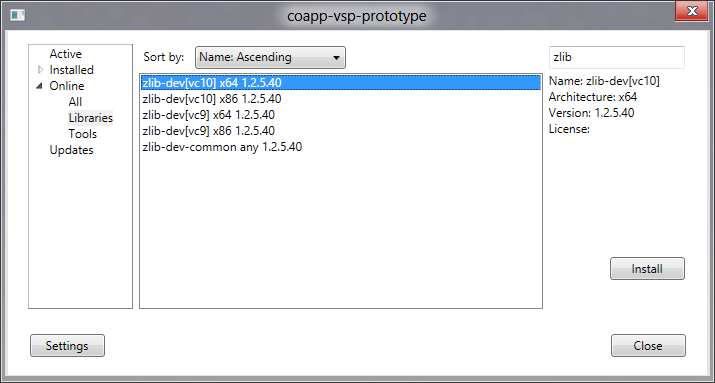 coapp-vsp-prototype
Active
Installed
Online
All
Libraries
Tools
Updates
Sort by: Name: Ascending
zlib-dev[vc10] x64 1.2.5.40
zlib-dev[vc10] x86 1.2.5.40
zlib-dev[vc9] x64 1.2.5.40
zlib-dev[vc9] x86 1.2.5.40
zlib-dev-common any 1.2.5.40
zlib
Name: zlib-dev[vc10]
Architecture: x64
Version: 1.2.5.40
License:
Install
Settings
Close